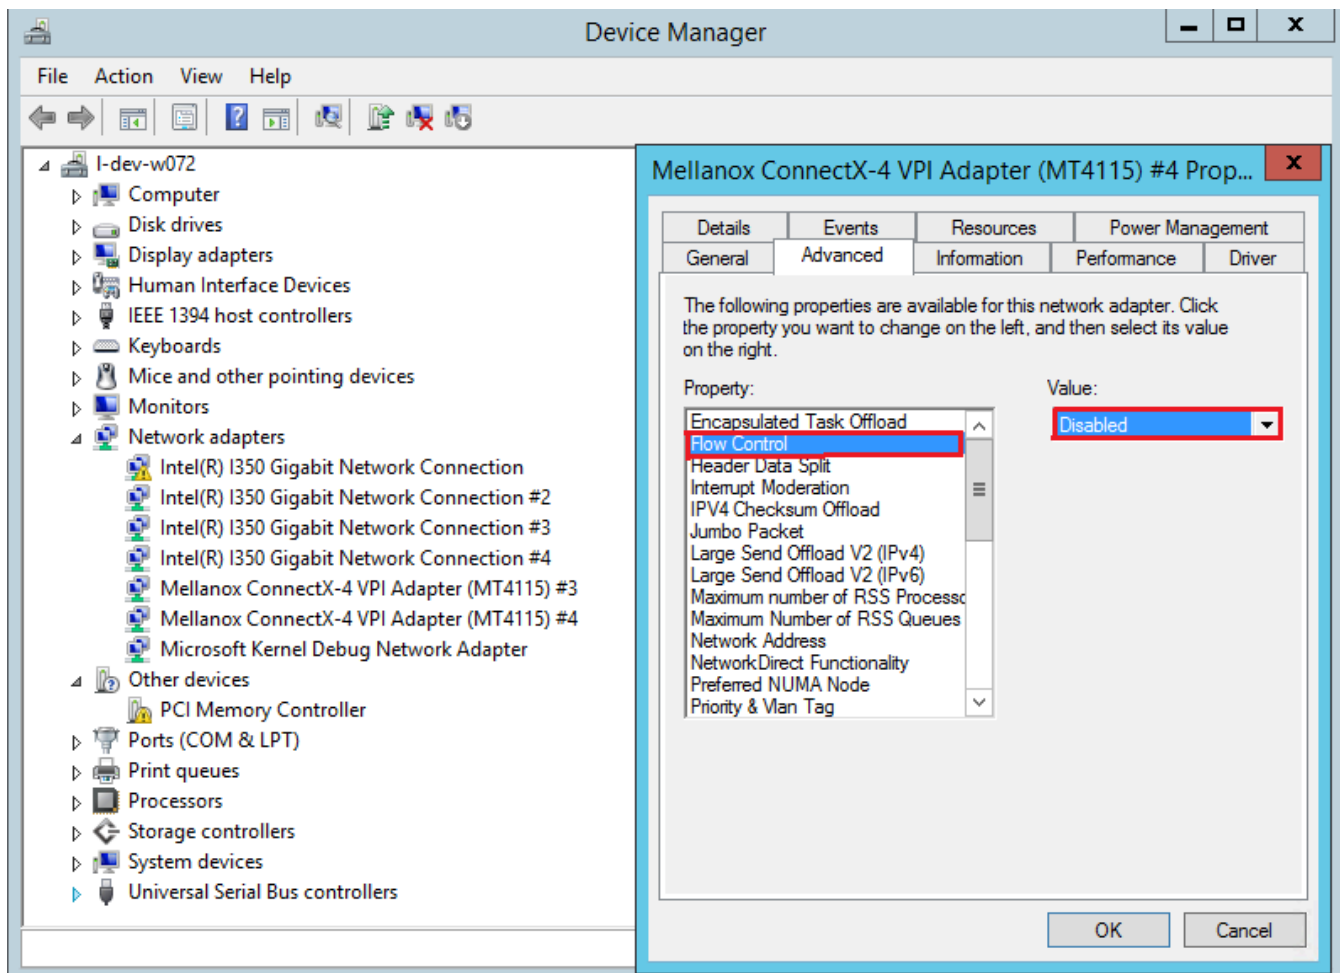 Device Manager
File Action View Help
l-dev-w072
Computer
Disk drives
Display adapters
Human Interface Devices
IEEE 1394 host controllers
Keyboards
Mice and other pointing devices
Monitors
Network adapters
Intel(R) I350 Gigabit Network Connection
Intel(R) I350 Gigabit Network Connection #2
Intel(R) I350 Gigabit Network Connection #3
Intel(R) I350 Gigabit Network Connection #4
Mellanox ConnectX-4 VPI Adapter (MT4115) #3
Mellanox ConnectX-4 VPI Adapter (MT4115) #4
Microsoft Kernel Debug Network Adapter
Other devices
PCI Memory Controller
Ports (COM & LPT)
Print queues
Processors
Storage controllers
System devices
Universal Serial Bus controllers
Mellanox ConnectX-4 VPI Adapter (MT4115) #4 Prop...
Details Events Resources Power Management
General Advanced Information Performance Driver
The following properties are available for this network adapter. Click
the property you want to change on the left, and then select its value
on the right.
Property:
Value:
Encapsulated Task Offload
Flow Control
Header Data Split
Interrupt Moderation
IPV4 Checksum Offload
Jumbo Packet
Large Send Offload V2 (IPv4)
Large Send Offload V2 (IPv6)
Maximum number of RSS Processo
Maximum Number of RSS Queues
Network Address
NetworkDirect Functionality
Preferred NUMA Node
Priority & Vlan Tag
Disabled
OK Cancel